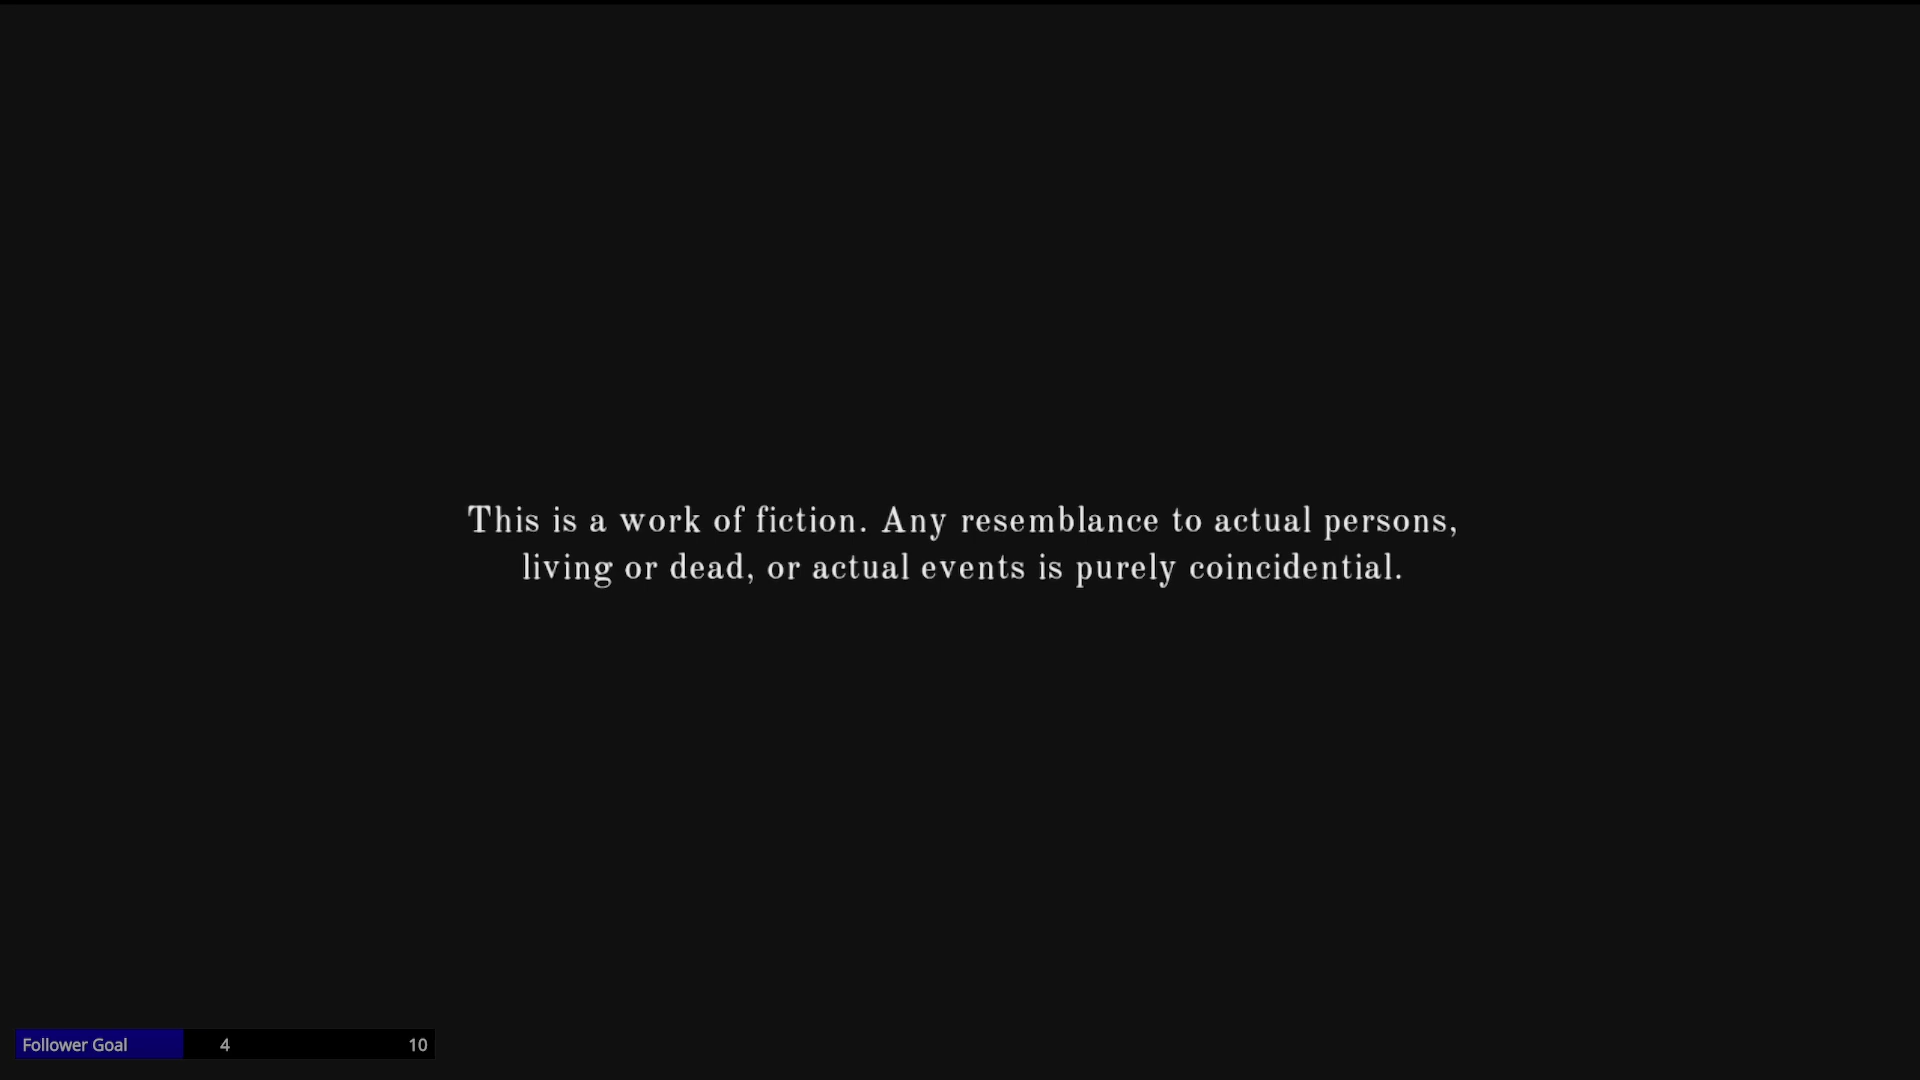 This is a work of fiction. Any resemblance to actual persons,
living or dead, or actual events is purely coincidential.
Follower Goal 4 10